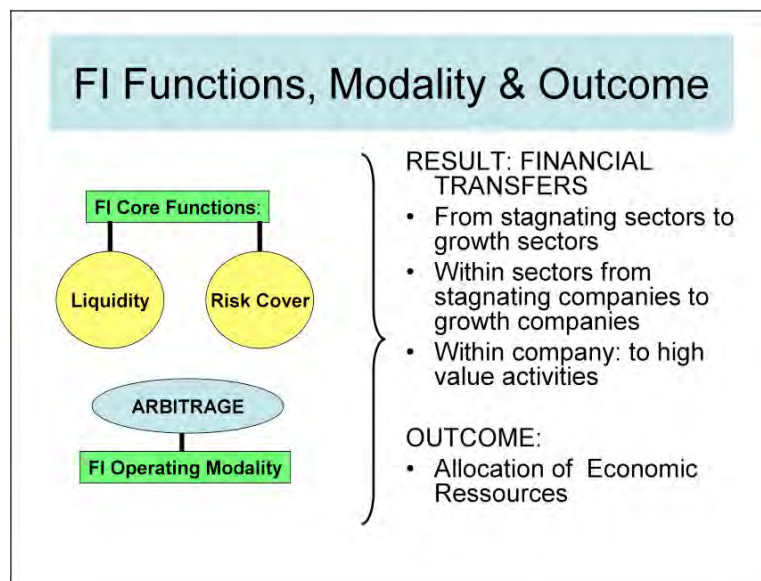 FI Functions, Modality & Outcome
FI Core Functions:
Liquidity
Risk Cover
ARBITRAGE
FI Operating Modality
RESULT: FINANCIAL
TRANSFERS
• From stagnating sectors to
growth sectors
• Within sectors from
stagnating companies to
growth companies
• Within company: to high
value activities
OUTCOME:
• Allocation of Economic
Ressources